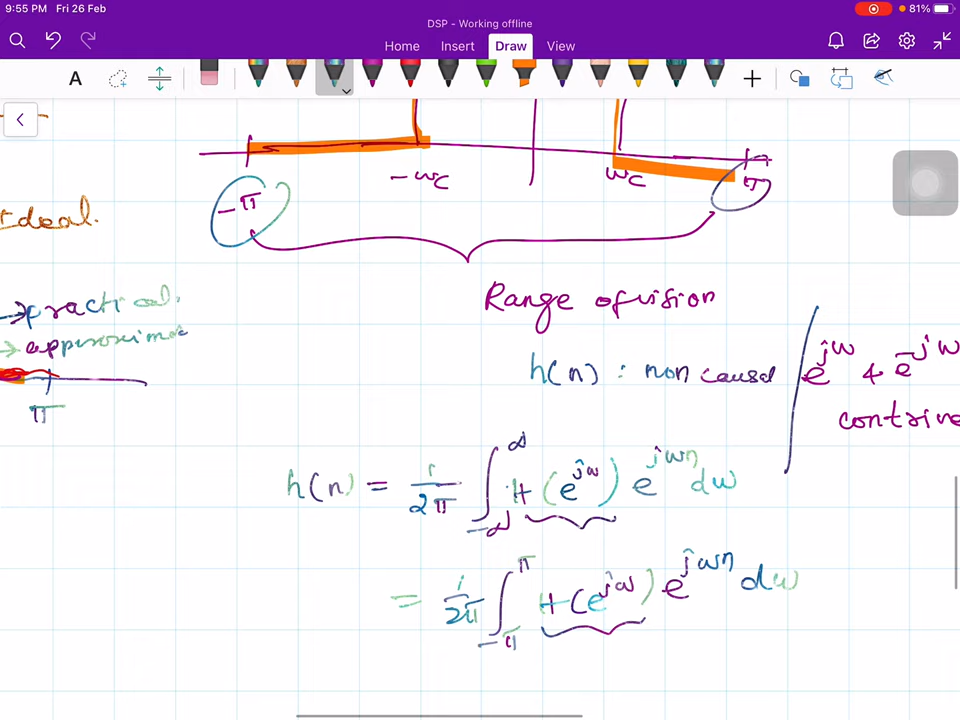 9:55 PM Fri 26 Feb
81%
DSP - Working offline
Home Insert Draw View
A
-ωc ωc π
-π
Ideal.
Range of vision
→practical.
→approximate
π
h(n) : non causal
e^jω & e^-jω
h(n) = 1/2π ∫_-∞^∞ H(e^jω) e^jωn dω
= 1/2π ∫_-π^π H(e^jω) e^jωn dω